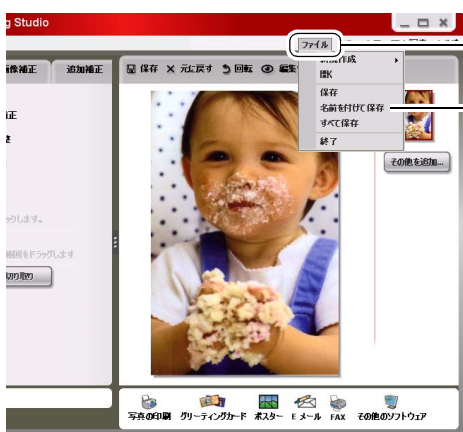 g Studio
ファイル
像補正
追加補正
保存
元に戻す
回転
新規作成
開く
保存
名前を付けて保存
すべて保存
終了
その他を追加...
正
ックします。
範囲をドラッグします
切り取り
写真の印刷
グリーティングカード
ポスター
E メール
FAX
その他のソフトウェア